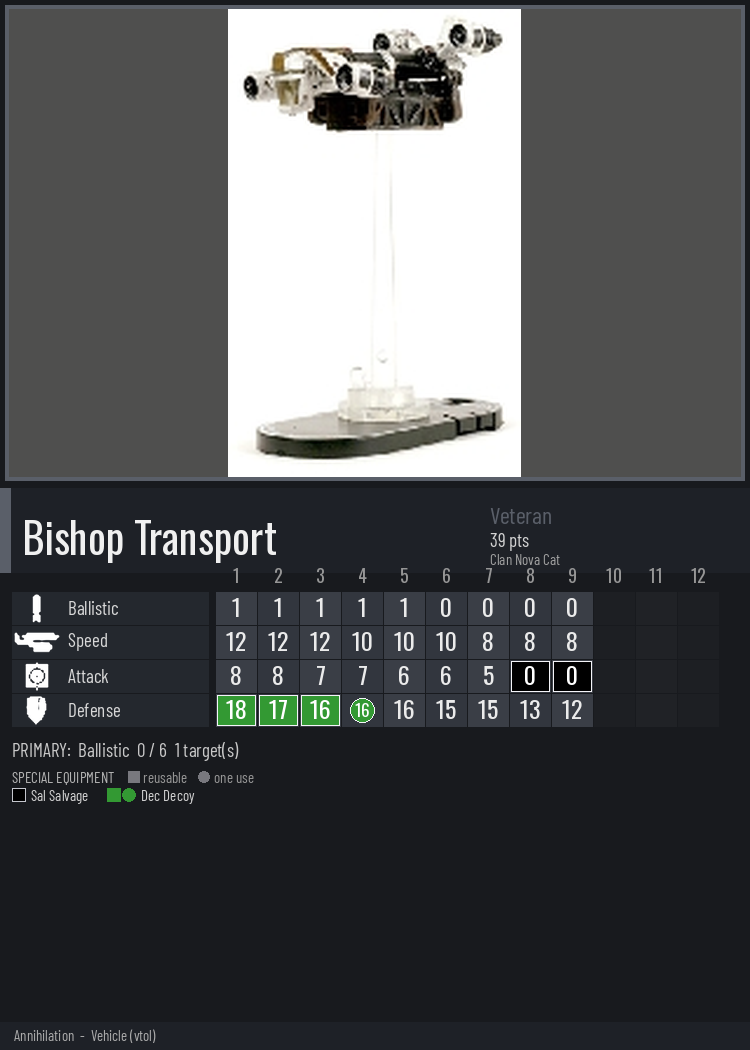 Bishop Transport
Veteran
39 pts
Clan Nova Cat
1 2 3 4 5 6 7 8 9 10 11 12
Ballistic 1 1 1 1 1 0 0 0 0
Speed 12 12 12 10 10 10 8 8 8
Attack 8 8 7 7 6 6 5 0 0
Defense 18 17 16 16 16 15 15 13 12
PRIMARY: Ballistic 0 / 6 1 target(s)
SPECIAL EQUIPMENT reusable one use
Sal Salvage Dec Decoy
Annihilation - Vehicle (vtol)